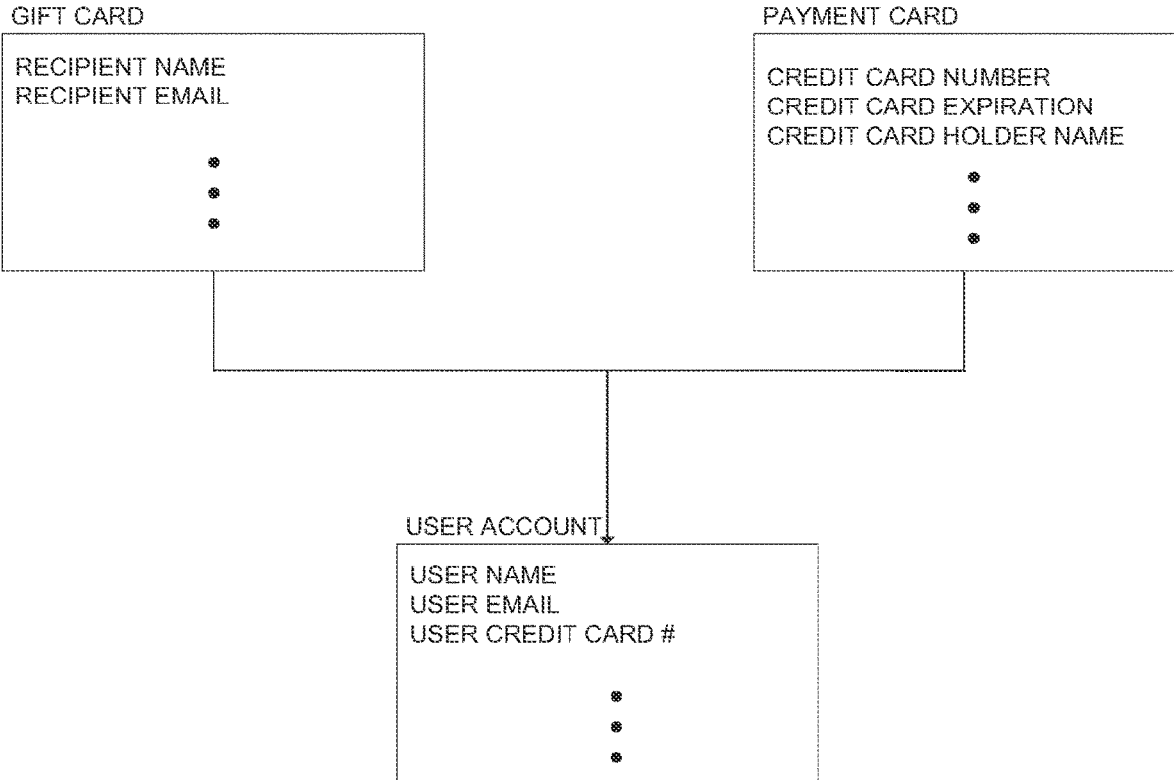 GIFT CARD
RECIPIENT NAME
RECIPIENT EMAIL
PAYMENT CARD
CREDIT CARD NUMBER
CREDIT CARD EXPIRATION
CREDIT CARD HOLDER NAME
USER ACCOUNT
USER NAME
USER EMAIL
USER CREDIT CARD #